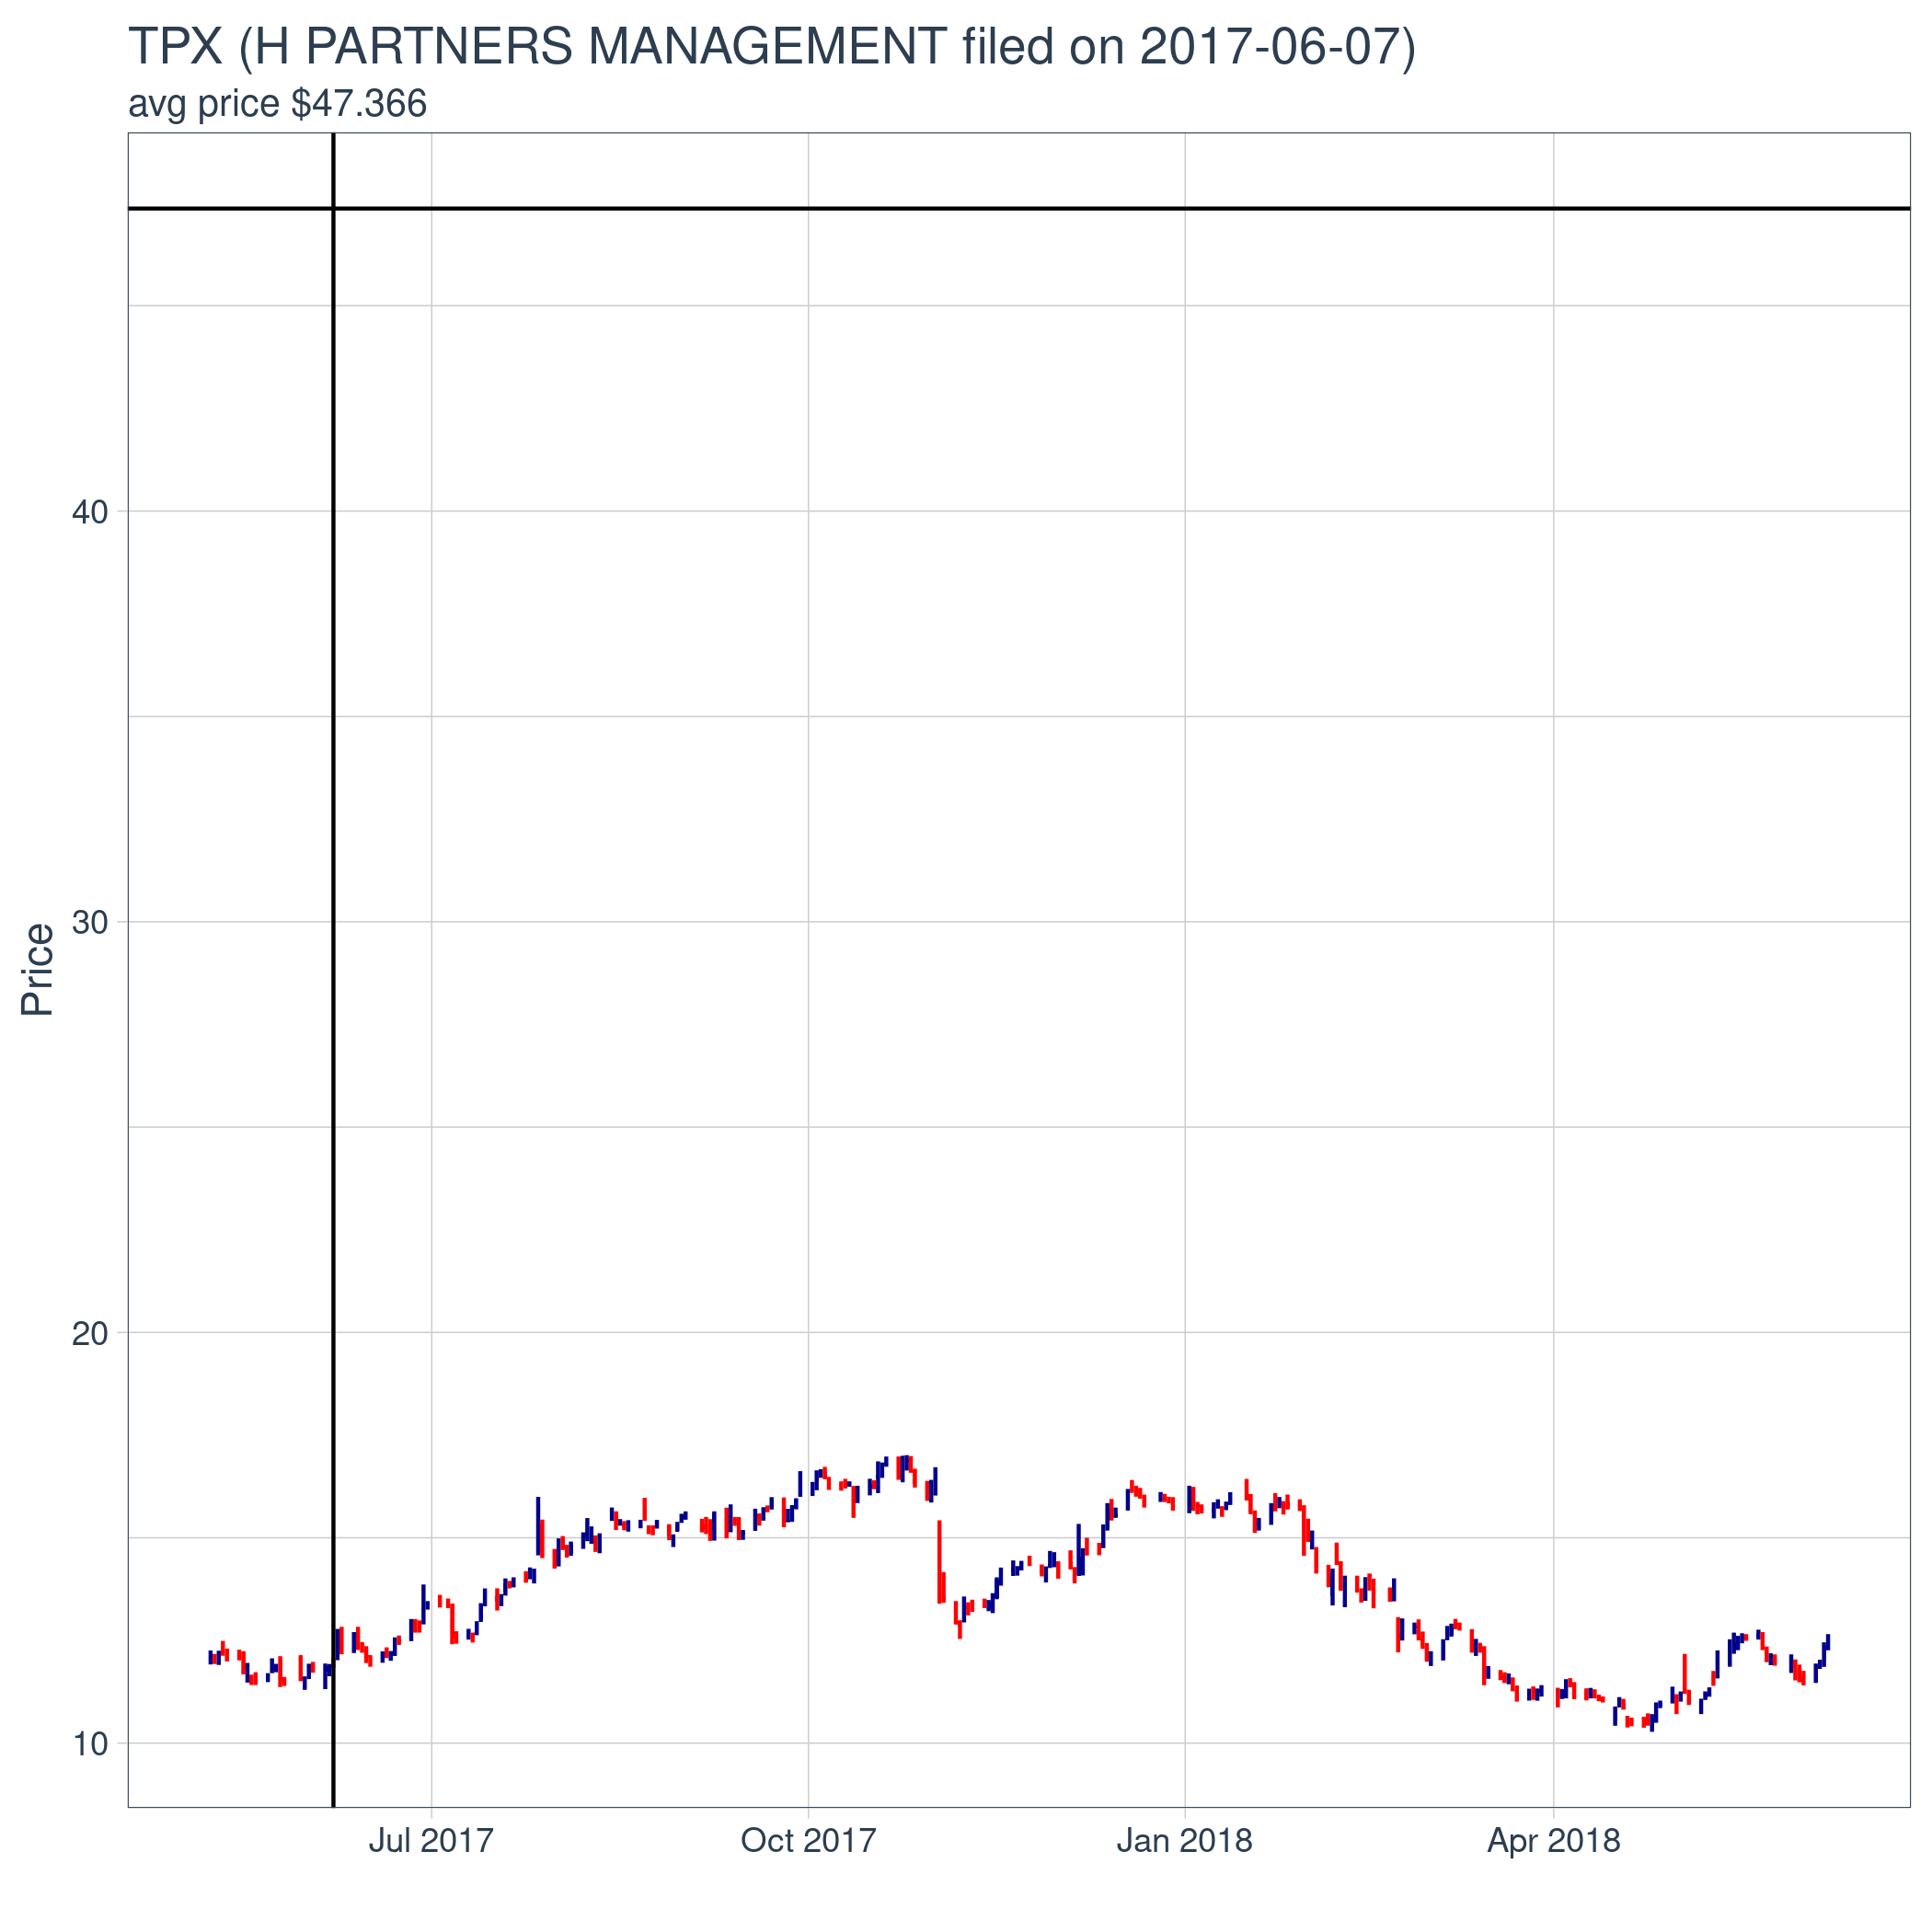 TPX (H PARTNERS MANAGEMENT filed on 2017-06-07)
avg price $47.366
Price
40
30
20
10
Jul 2017
Oct 2017
Jan 2018
Apr 2018